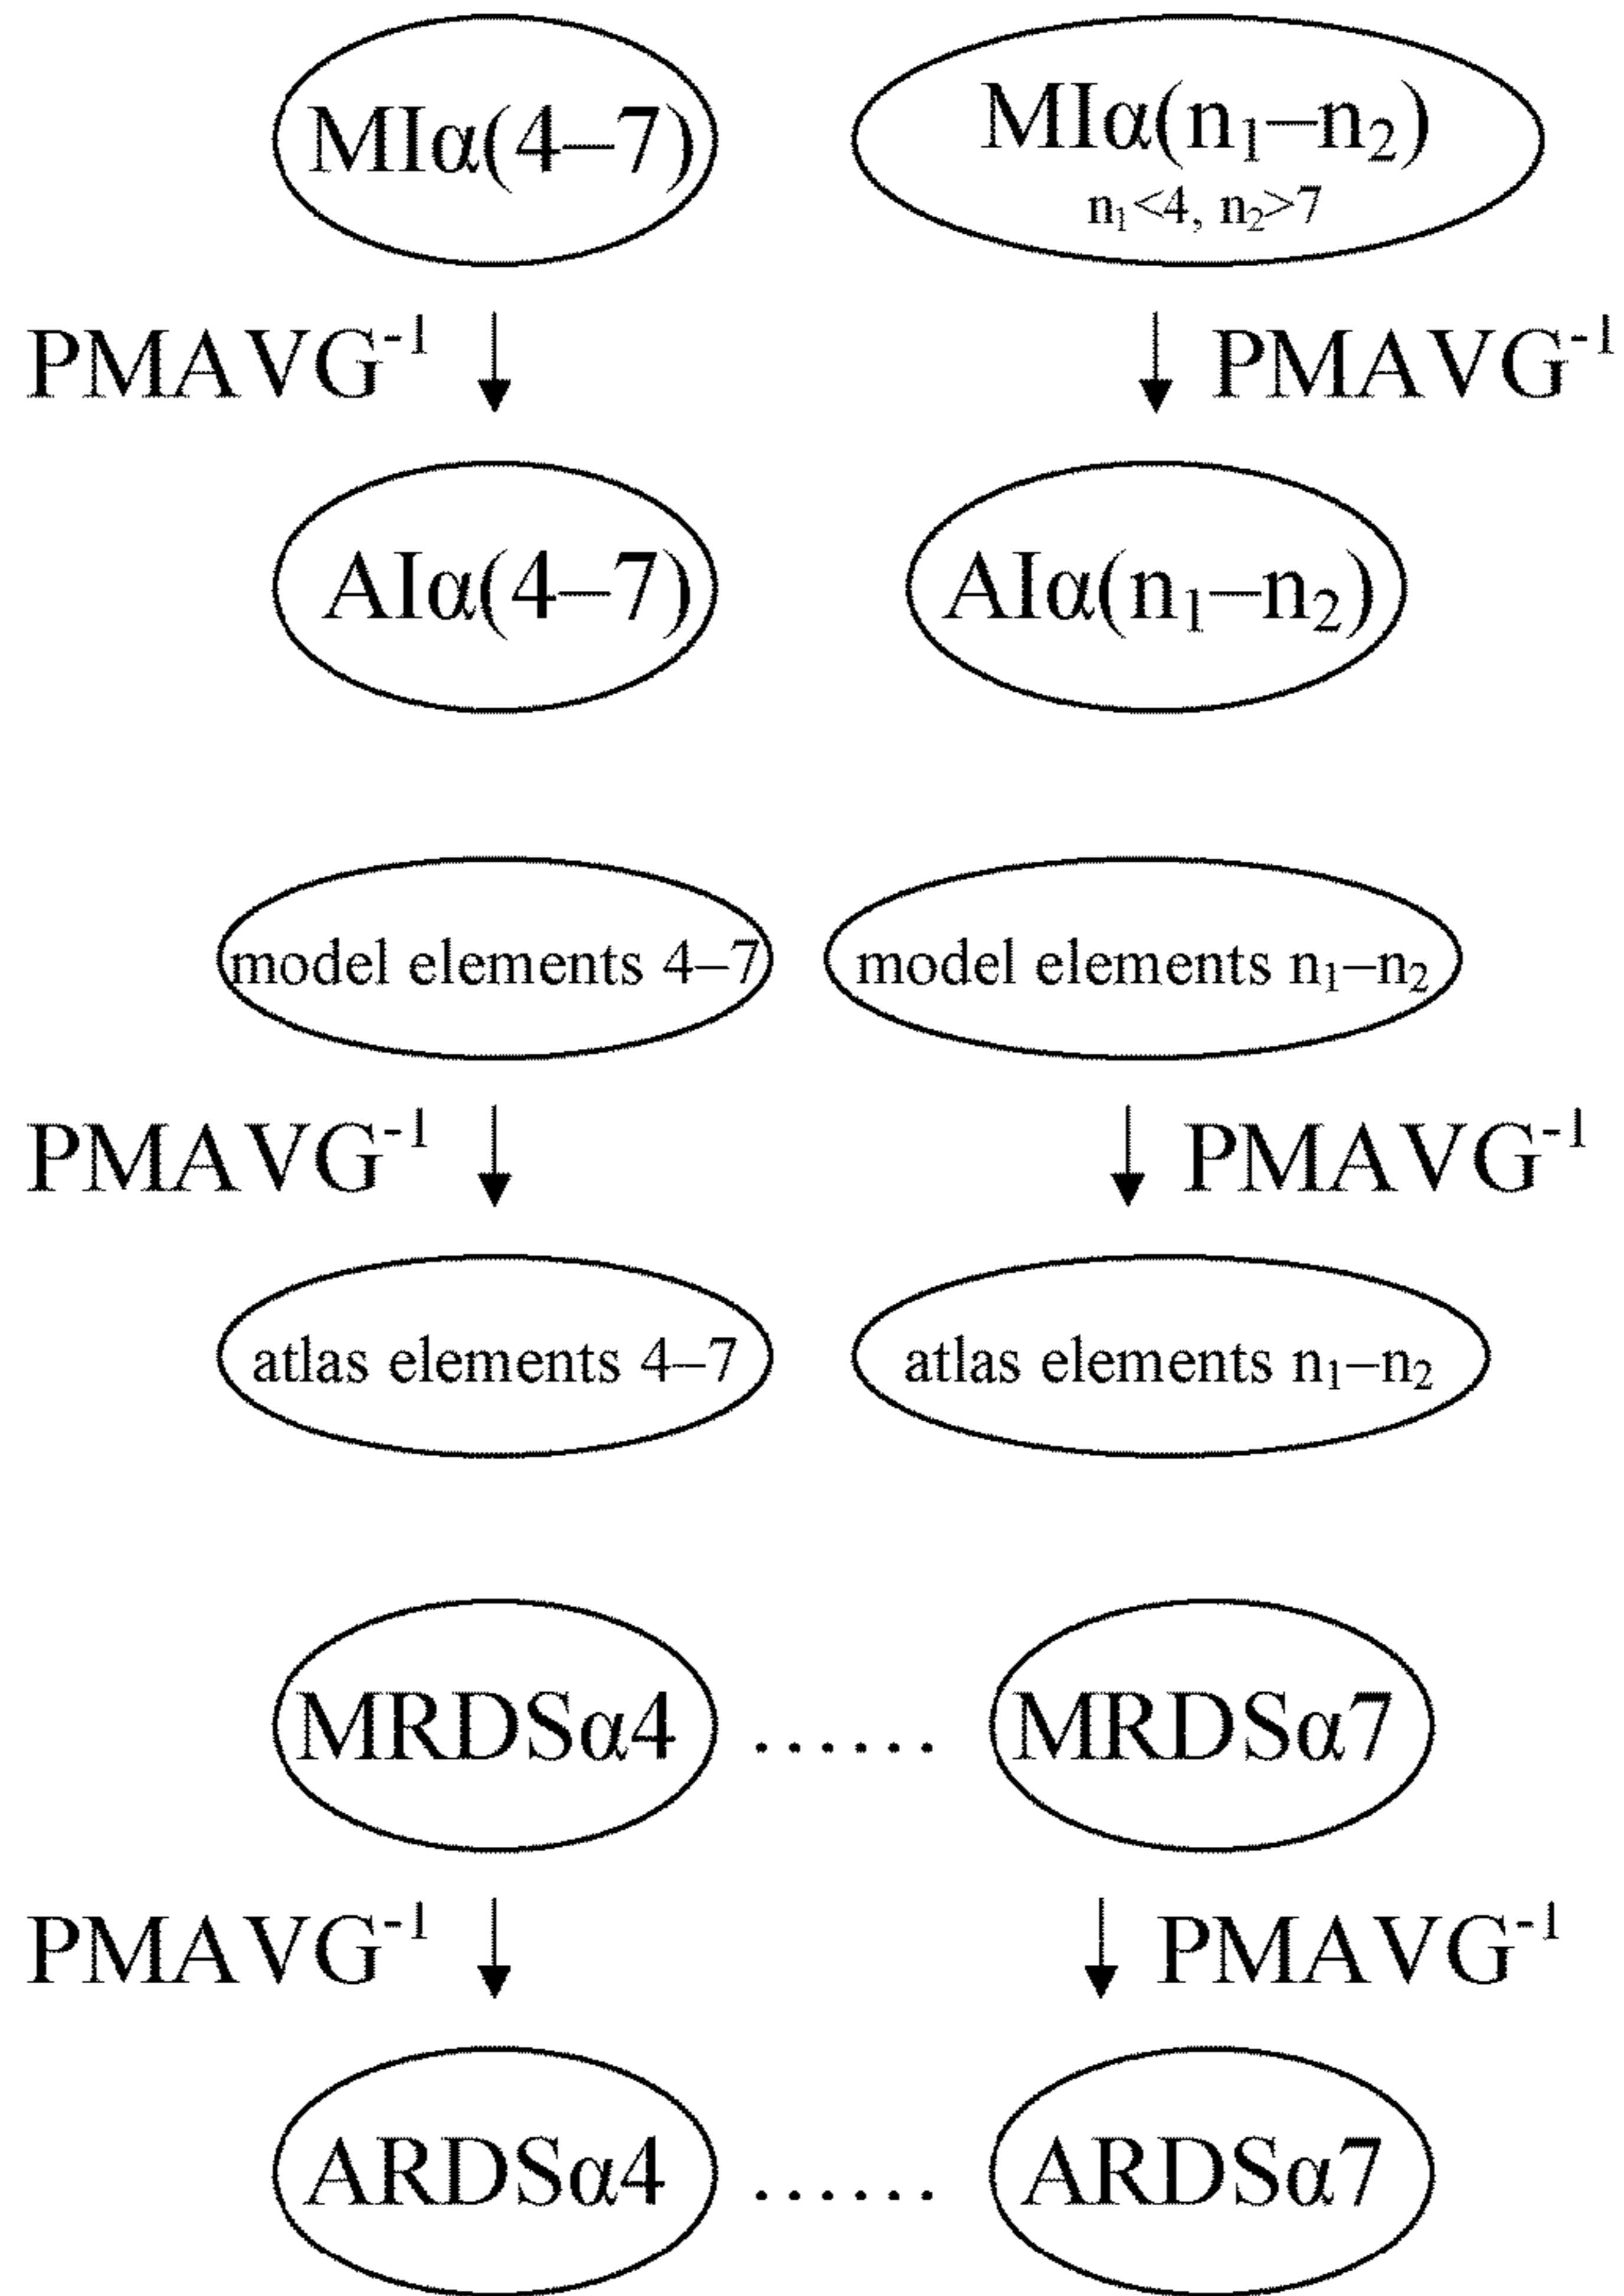 MIα(4–7) MIα(n₁–n₂)
n₁<4, n₂>7
PMAVG⁻¹ PMAVG⁻¹
AIα(4–7) AIα(n₁–n₂)
model elements 4–7 model elements n₁–n₂
PMAVG⁻¹ PMAVG⁻¹
atlas elements 4–7 atlas elements n₁–n₂
MRDSα4 ...... MRDSα7
PMAVG⁻¹ PMAVG⁻¹
ARDSα4 ...... ARDSα7